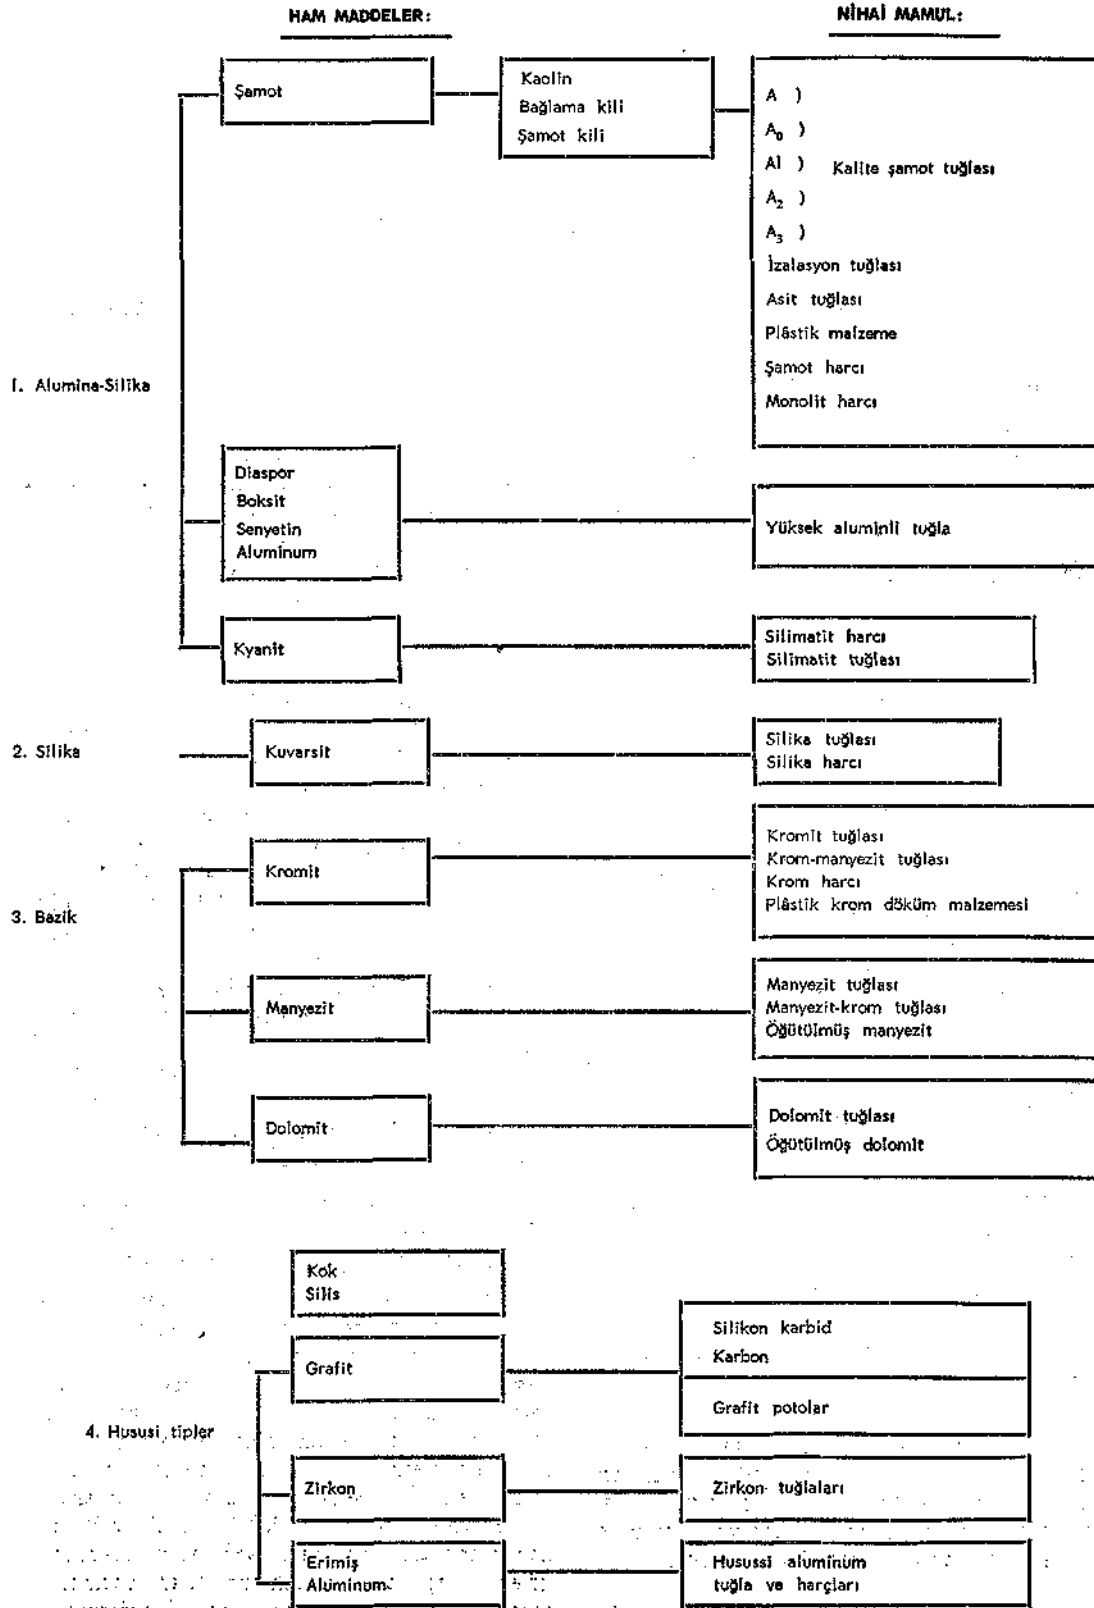 HAM MADDELER:
NİHAİ MAMUL:
Şamot
Kaolin
Bağlama kili
Şamot kili
A )
A₀ )
Al ) Kalite şamot tuğlası
A₂ )
A₃ )
İzalasyon tuğlası
Asit tuğlası
Plâstik malzeme
Şamot harcı
Monolit harcı
1. Alumina-Silika
Diaspor
Boksit
Senyetin
Aluminum
Yüksek aluminli tuğla
Kyanit
Silimatit harcı
Silimatit tuğlası
2. Silika
Kuvarsit
Silika tuğlası
Silika harcı
3. Bazik
Kromit
Kromit tuğlası
Krom-manyezit tuğlası
Krom harcı
Plâstik krom döküm malzemesi
Manyezit
Manyezit tuğlası
Manyezit-krom tuğlası
Öğütülmüş manyezit
Dolomit
Dolomit tuğlası
Öğütülmüş dolomit
Kok
Silis
4. Hususi tipler
Grafit
Silikon karbid
Karbon
Grafit potolar
Zirkon
Zirkon tuğlaları
Erimiş
Aluminum
Husussi aluminum
tuğla ve harçları